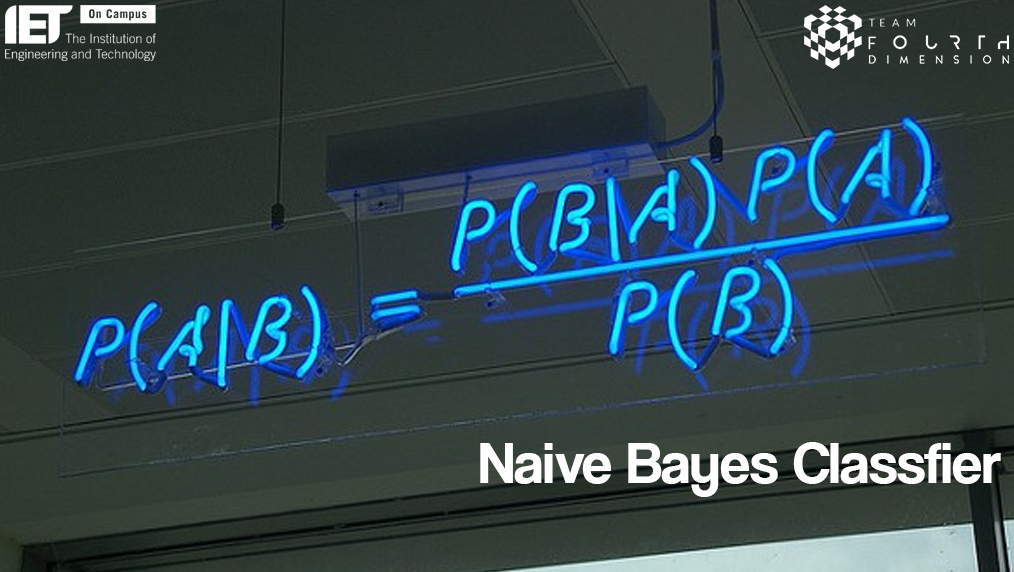 IET On Campus
The Institution of
Engineering and Technology
TEAM
FOURTH
DIMENSION
P(A|B) = P(B|A) P(A)
P(B)
Naive Bayes Classfier